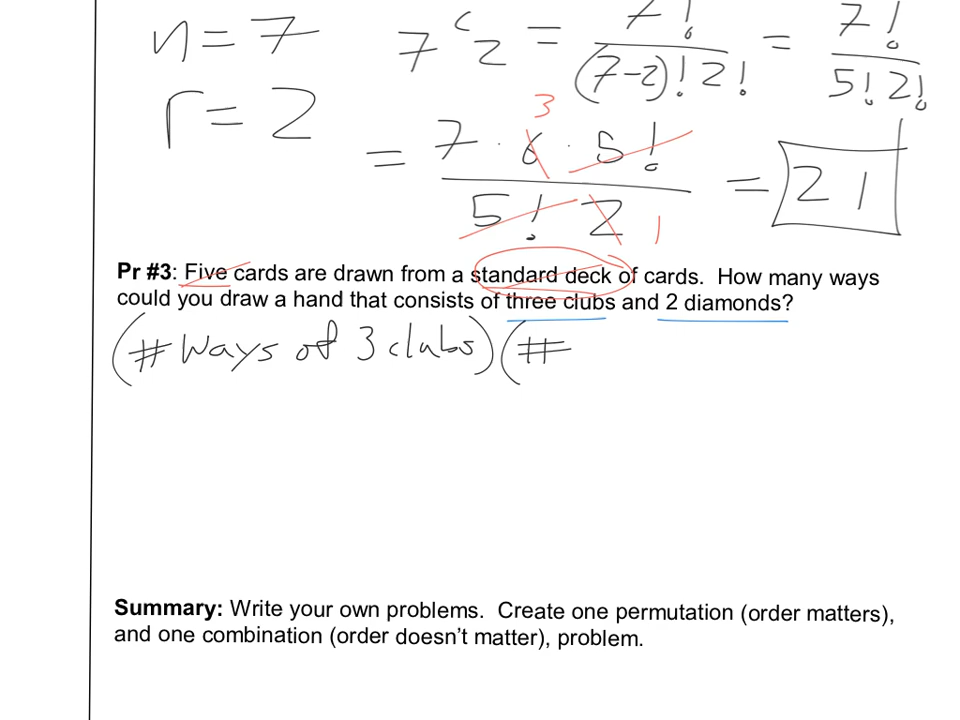 n = 7 7C2 = 7! / (7-2)! 2! = 7! / 5! 2!
r = 2
= 7 · 6 · 5! / 5! 2 = 21
3
1
Pr #3: Five cards are drawn from a standard deck of cards. How many ways
could you draw a hand that consists of three clubs and 2 diamonds?
(# Ways of 3 clubs) (#
Summary: Write your own problems. Create one permutation (order matters),
and one combination (order doesn't matter), problem.